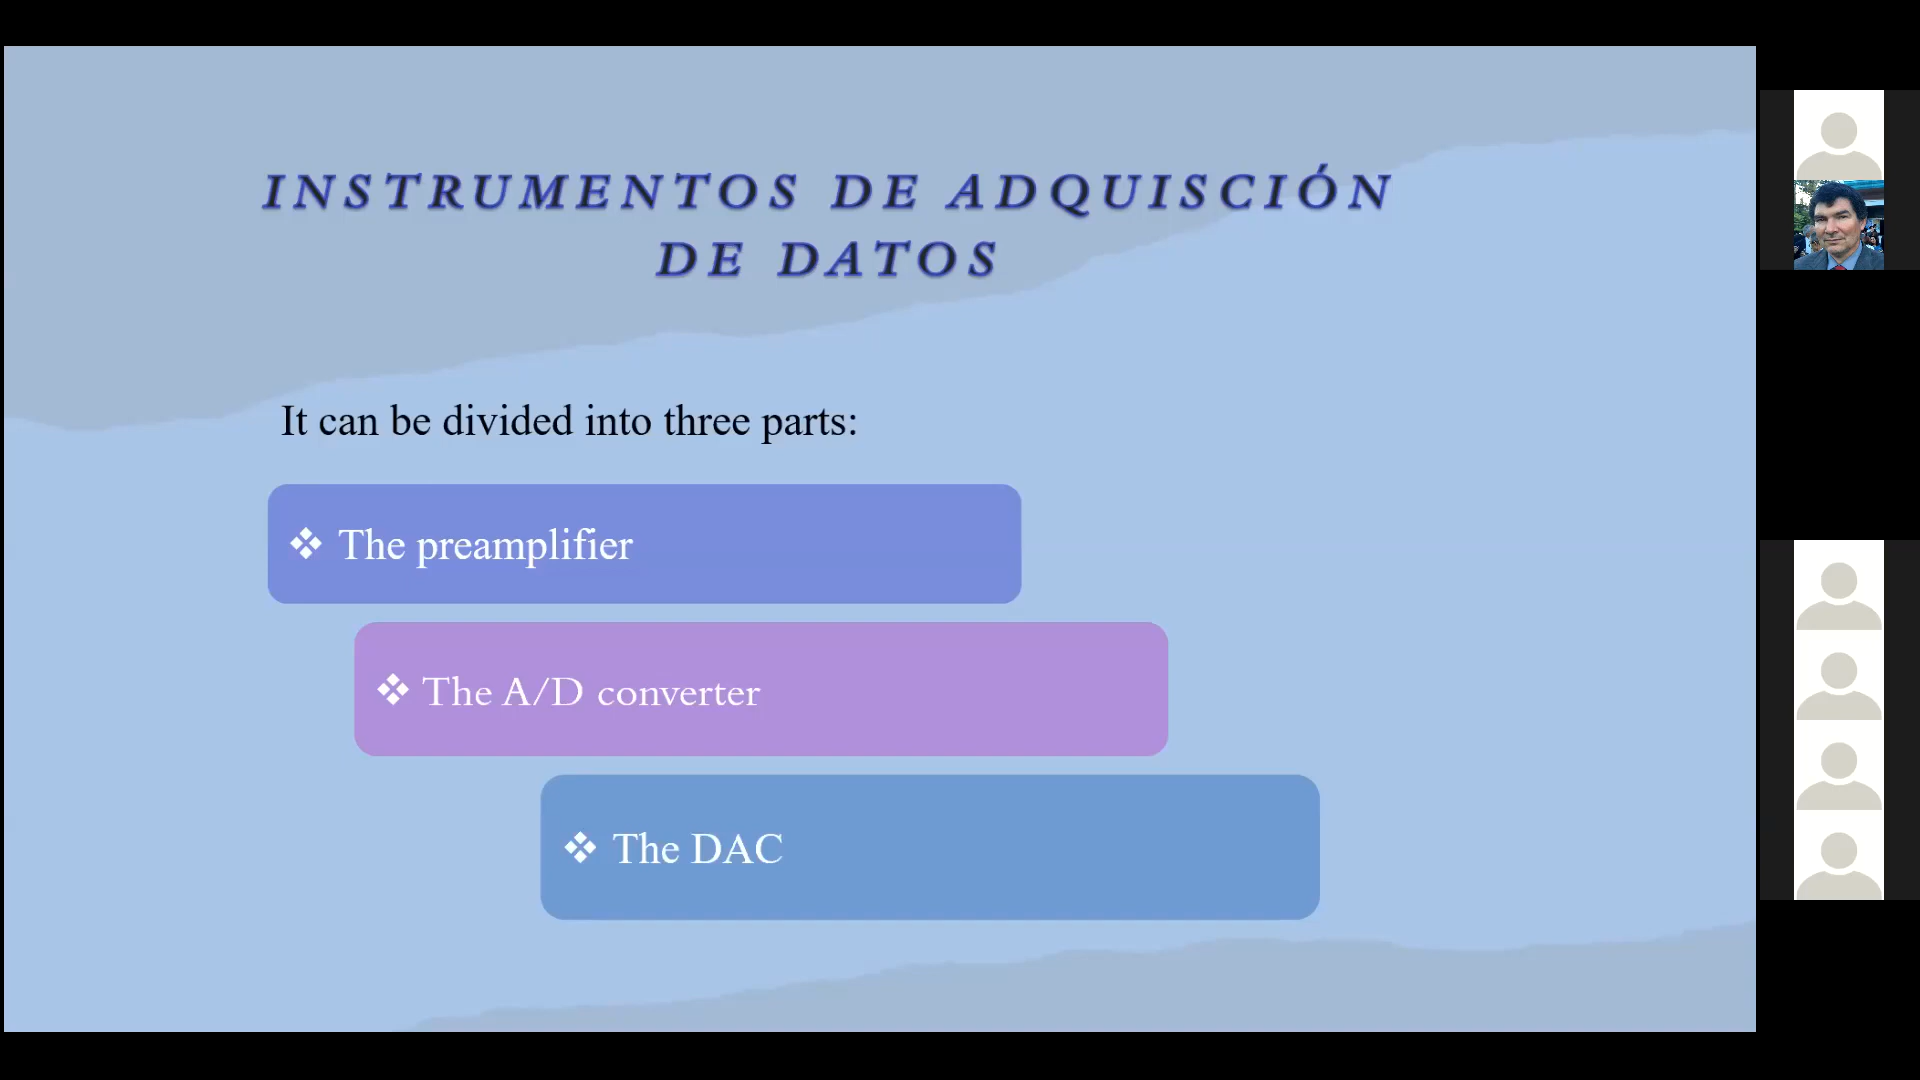 INSTRUMENTOS DE ADQUISCIÓN
DE DATOS
It can be divided into three parts:
❖ The preamplifier
❖ The A/D converter
❖ The DAC